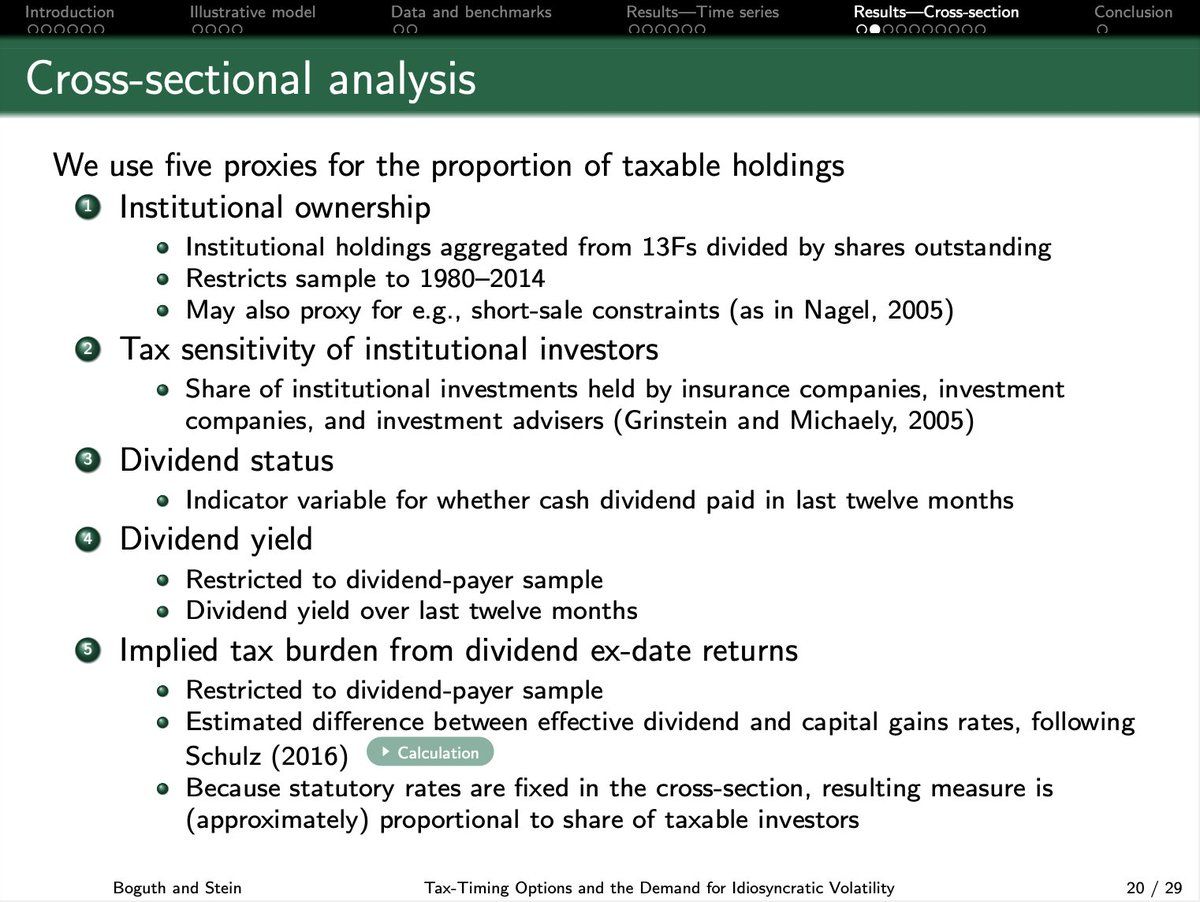 Introduction Illustrative model Data and benchmarks Results—Time series Results—Cross-section Conclusion
Cross-sectional analysis
We use five proxies for the proportion of taxable holdings
1 Institutional ownership
Institutional holdings aggregated from 13Fs divided by shares outstanding
Restricts sample to 1980–2014
May also proxy for e.g., short-sale constraints (as in Nagel, 2005)
2 Tax sensitivity of institutional investors
Share of institutional investments held by insurance companies, investment
companies, and investment advisers (Grinstein and Michaely, 2005)
3 Dividend status
Indicator variable for whether cash dividend paid in last twelve months
4 Dividend yield
Restricted to dividend-payer sample
Dividend yield over last twelve months
5 Implied tax burden from dividend ex-date returns
Restricted to dividend-payer sample
Estimated difference between effective dividend and capital gains rates, following
Schulz (2016) Calculation
Because statutory rates are fixed in the cross-section, resulting measure is
(approximately) proportional to share of taxable investors
Boguth and Stein Tax-Timing Options and the Demand for Idiosyncratic Volatility 20 / 29